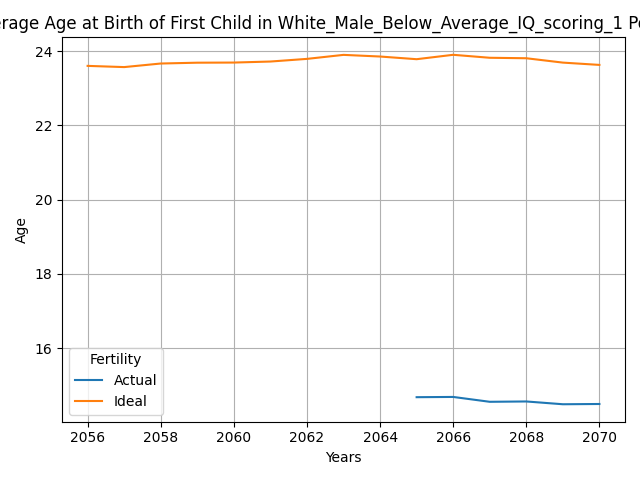 erage Age at Birth of First Child in White_Male_Below_Average_IQ_scoring_1 P
24
22
20
18
16
Age
Fertility
Actual
Ideal
2056 2058 2060 2062 2064 2066 2068 2070
Years